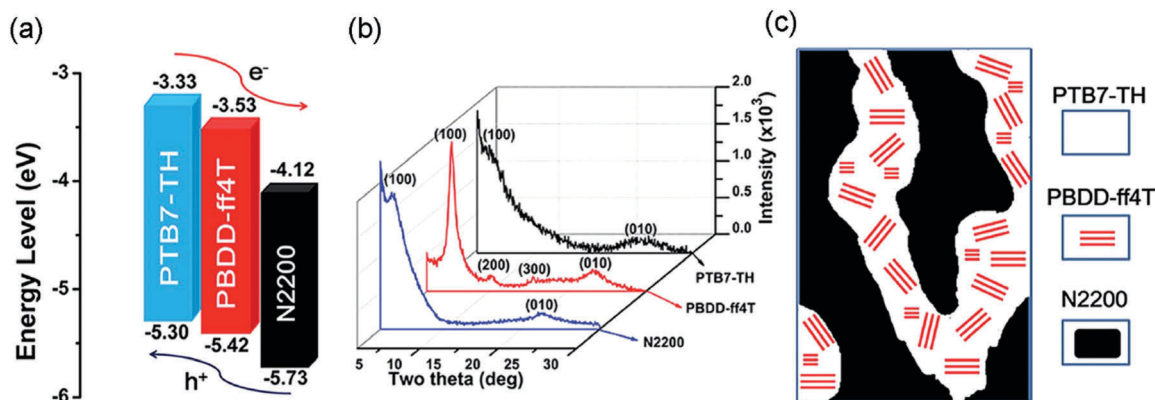 (a)
Energy Level (eV)
-3
-4
-5
-6
e⁻
-3.33
-3.53
-4.12
PTB7-TH
PBDD-ff4T
N2200
-5.30
-5.42
-5.73
h⁺
(b)
(100)
(100)
(100)
(200)
(300)
(010)
(010)
(010)
2.0
1.5
1.0
0.5
0.0
Intensity (x10³)
PTB7-TH
PBDD-ff4T
N2200
5 10 15 20 25 30
Two theta (deg)
(c)
PTB7-TH
PBDD-ff4T
N2200